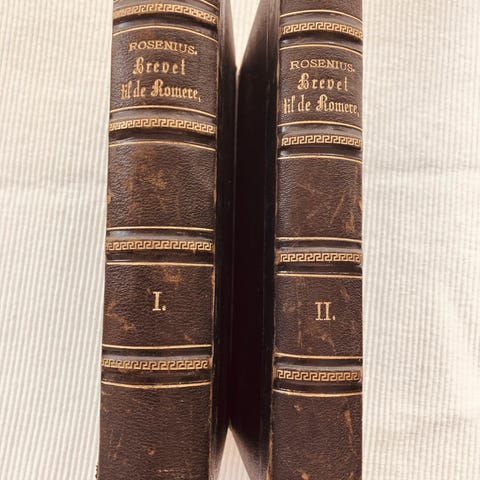 ROSENIUS.
Brevet
til de Romere,
I.
ROSENIUS.
Brevet
til de Romere,
II.